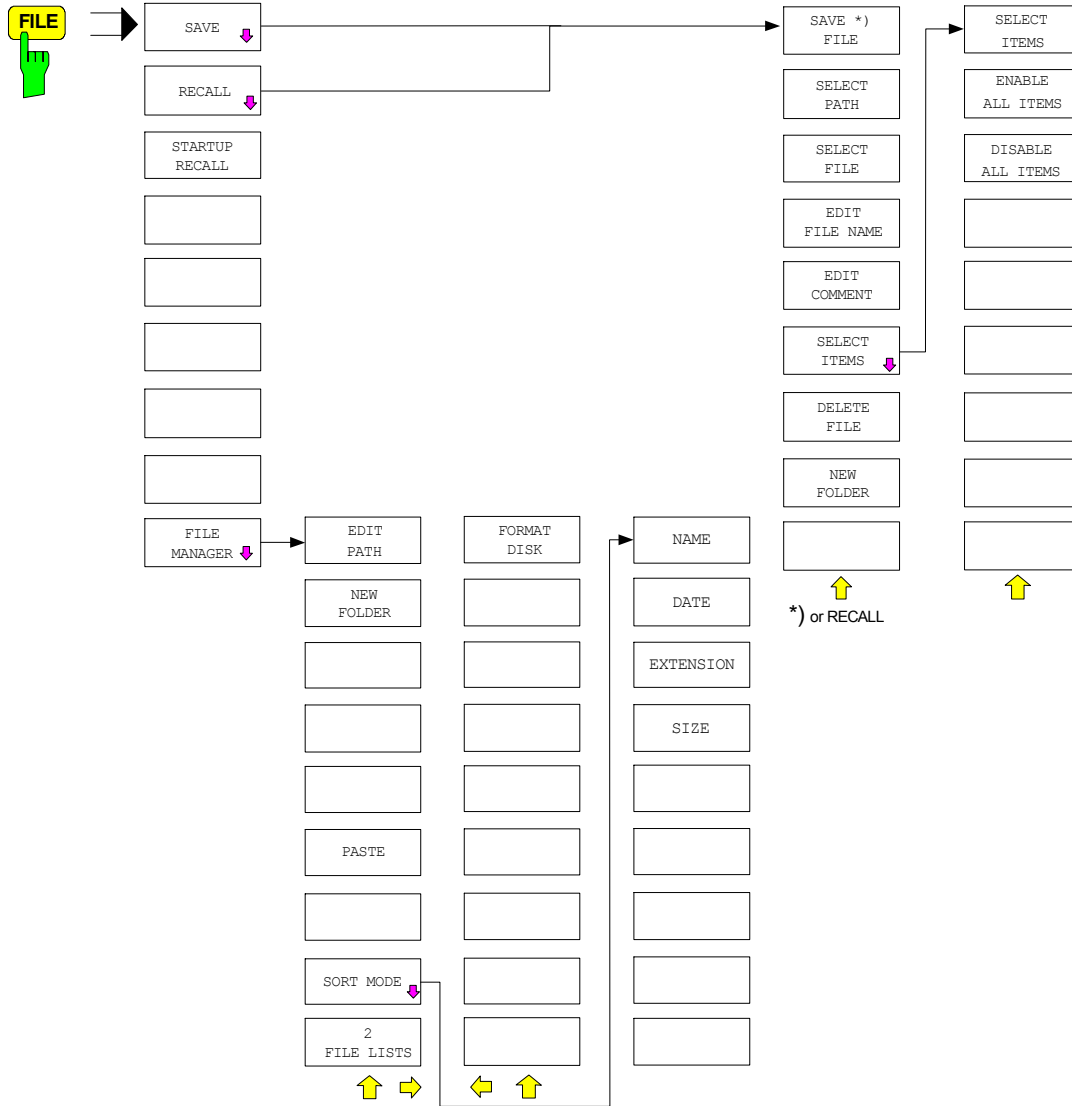 FILE
SAVE
RECALL
STARTUP
RECALL
FILE
MANAGER
EDIT
PATH
NEW
FOLDER
PASTE
SORT MODE
2
FILE LISTS
FORMAT
DISK
NAME
DATE
EXTENSION
SIZE
SAVE *)
FILE
SELECT
PATH
SELECT
FILE
EDIT
FILE NAME
EDIT
COMMENT
SELECT
ITEMS
DELETE
FILE
NEW
FOLDER
*) or RECALL
SELECT
ITEMS
ENABLE
ALL ITEMS
DISABLE
ALL ITEMS